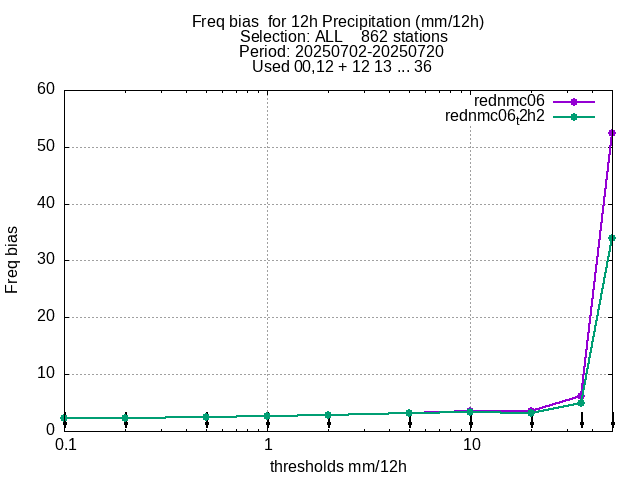 Freq bias  for 12h Precipitation (mm/12h)
Selection: ALL    862 stations
Period: 20250702-20250720
Used 00,12 + 12 13 ... 36
rednmc06
rednmc06_t2h2
60
50
40
30
20
10
0
Freq bias
0.1 1 10
thresholds mm/12h